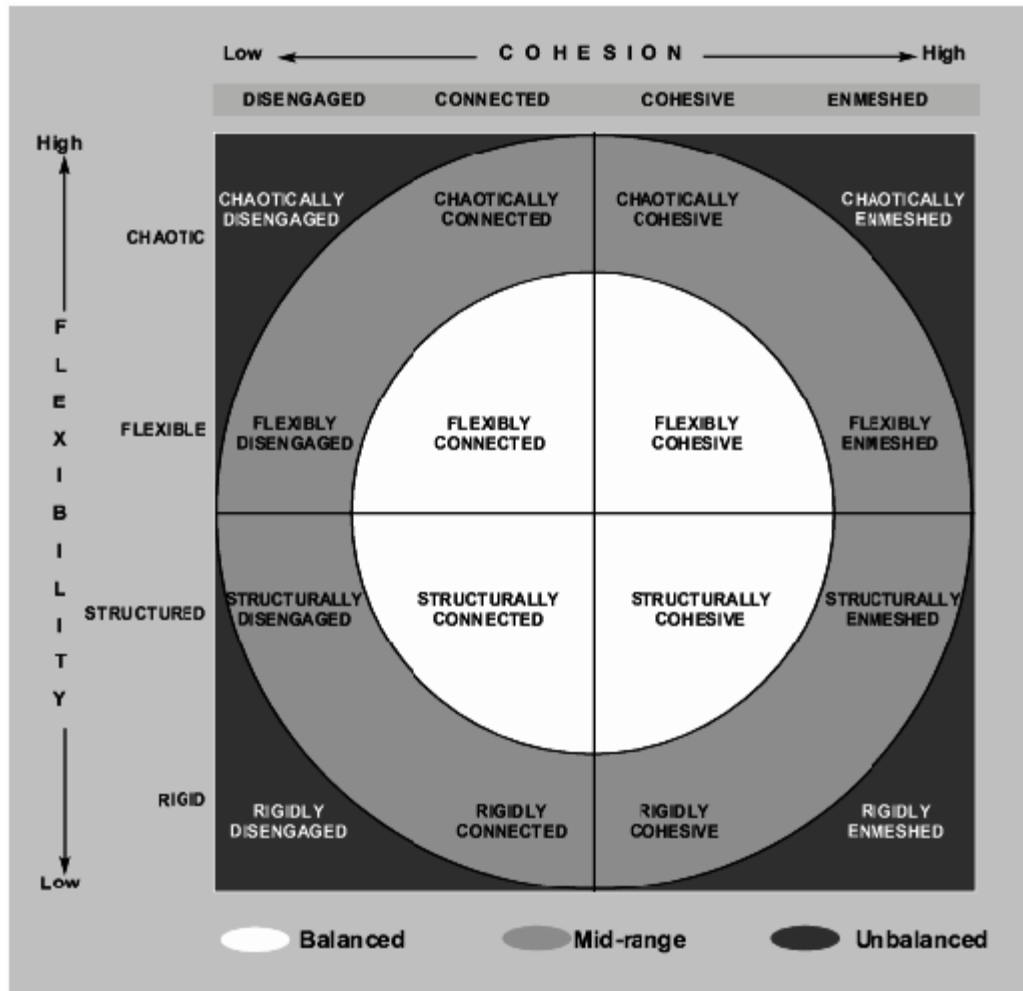 Low COHESION High
DISENGAGED CONNECTED COHESIVE ENMESHED
High
CHAOTICALLY DISENGAGED
CHAOTICALLY CONNECTED
CHAOTICALLY COHESIVE
CHAOTICALLY ENMESHED
CHAOTIC
FLEXIBILITY
FLEXIBLE
FLEXIBLY DISENGAGED
FLEXIBLY CONNECTED
FLEXIBLY COHESIVE
FLEXIBLY ENMESHED
STRUCTURED
STRUCTURALLY DISENGAGED
STRUCTURALLY CONNECTED
STRUCTURALLY COHESIVE
STRUCTURALLY ENMESHED
RIGID
RIGIDLY DISENGAGED
RIGIDLY CONNECTED
RIGIDLY COHESIVE
RIGIDLY ENMESHED
Low
Balanced Mid-range Unbalanced